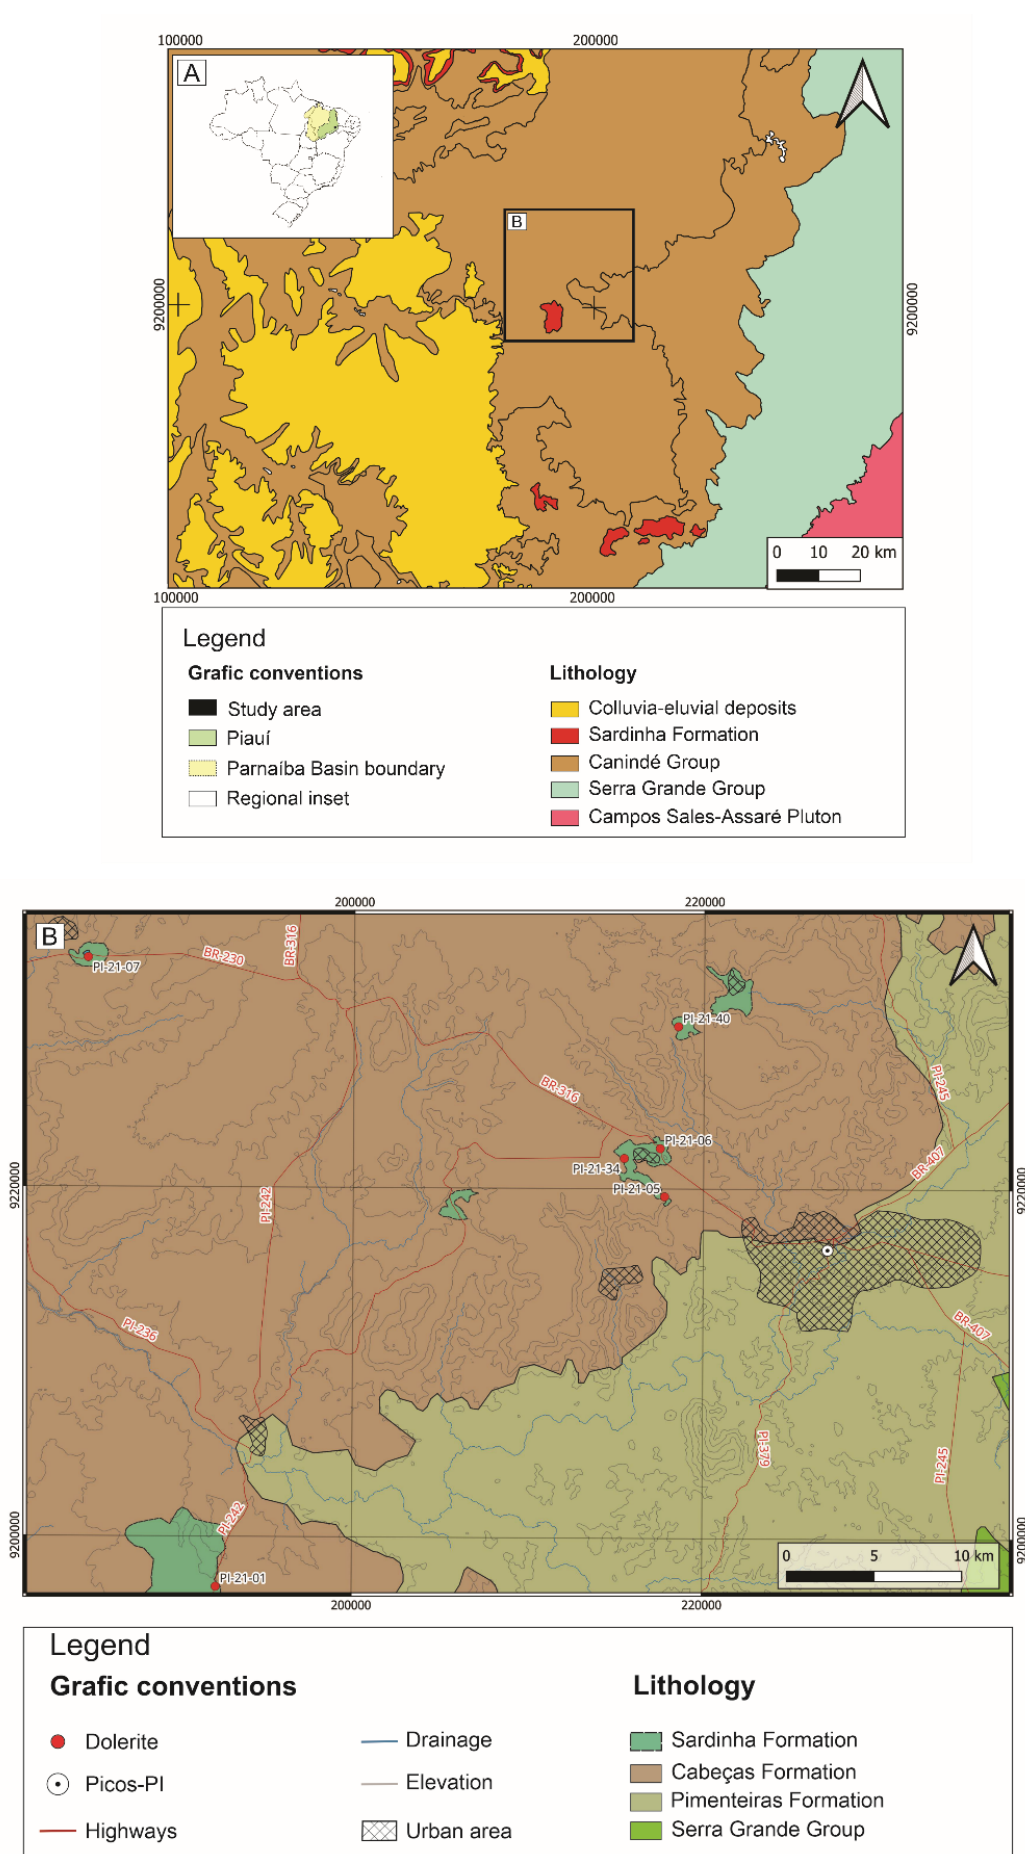 100000
200000
A
B
9200000
9200000
0 10 20 km
100000
200000
Legend
Grafic conventions
Study area
Piauí
Parnaíba Basin boundary
Regional inset
Lithology
Colluvia-eluvial deposits
Sardinha Formation
Canindé Group
Serra Grande Group
Campos Sales-Assaré Pluton
200000
220000
B
BR-230
BR-316
PI-21-07
PI-21-40
BR-316
PI-245
PI-21-06
PI-21-34
PI-21-05
BR-407
9220000
9220000
PI-242
PI-236
BR-407
PI-379
PI-245
PI-242
9200000
9200000
PI-21-01
0 5 10 km
200000
220000
Legend
Grafic conventions
Dolerite
Picos-PI
Highways
Drainage
Elevation
Urban area
Lithology
Sardinha Formation
Cabeças Formation
Pimenteiras Formation
Serra Grande Group